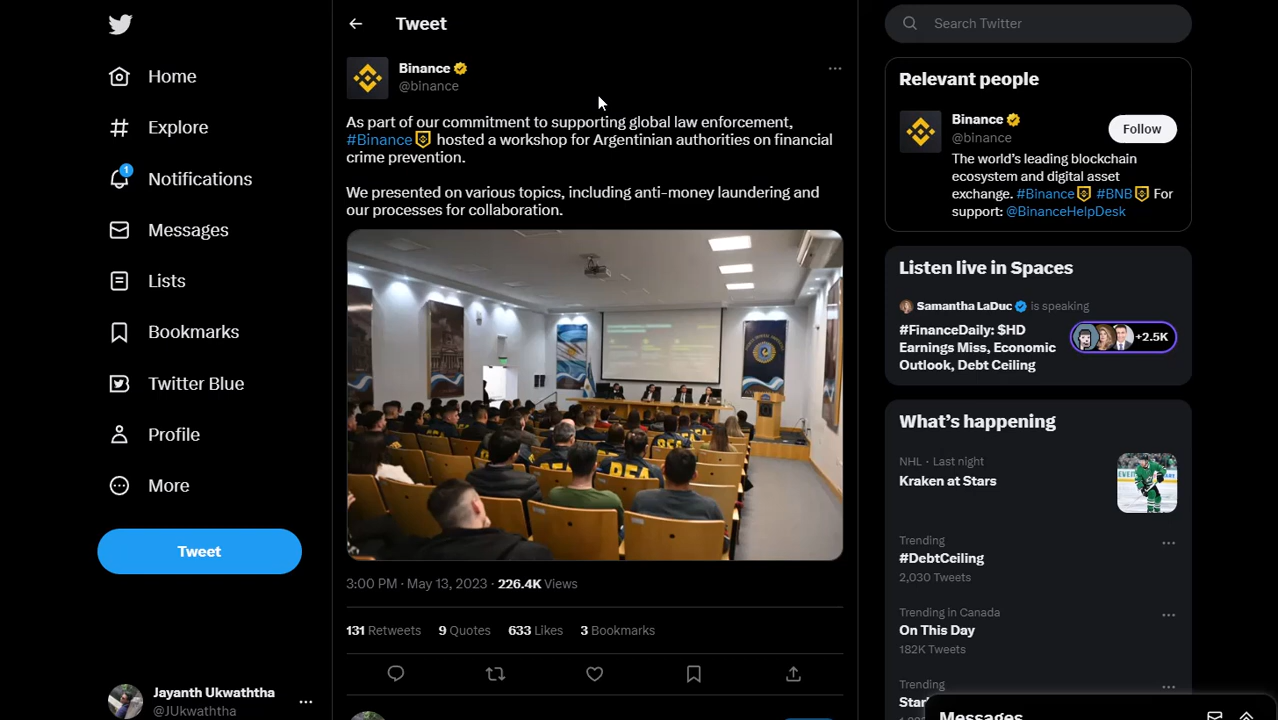 Tweet
Home
Explore
1
Notifications
Messages
Lists
Bookmarks
Twitter Blue
Profile
More
Tweet
Jayanth Ukwaththa
@JUkwaththa
Binance
@binance
As part of our commitment to supporting global law enforcement,
#Binance hosted a workshop for Argentinian authorities on financial
crime prevention.
We presented on various topics, including anti-money laundering and
our processes for collaboration.
PFA
3:00 PM · May 13, 2023 · 226.4K Views
131 Retweets 9 Quotes 633 Likes 3 Bookmarks
Search Twitter
Relevant people
Binance
@binance
Follow
The world's leading blockchain
ecosystem and digital asset
exchange. #Binance #BNB For
support: @BinanceHelpDesk
Listen live in Spaces
Samantha LaDuc is speaking
#FinanceDaily: $HD
Earnings Miss, Economic
Outlook, Debt Ceiling
+2.5K
What's happening
NHL · Last night
Kraken at Stars
Trending
#DebtCeiling
2,030 Tweets
Trending in Canada
On This Day
182K Tweets
Trending
Messages